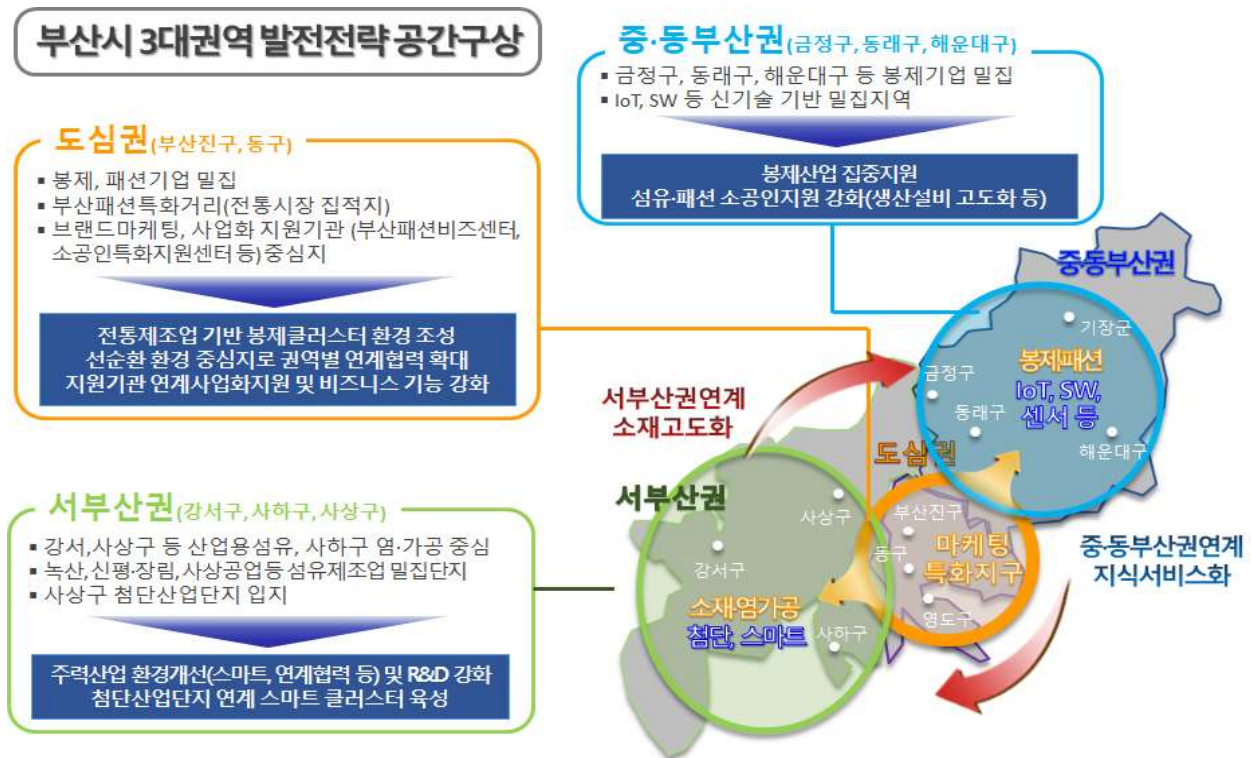 부산시 3대권역 발전전략 공간구상
중·동부산권(금정구, 동래구, 해운대구)
▪ 금정구, 동래구, 해운대구 등 봉제기업 밀집
▪ IoT, SW 등 신기술 기반 밀집지역
봉제산업 집중지원
섬유·패션 소공인지원 강화(생산설비 고도화 등)
도심권(부산진구, 동구)
▪ 봉제, 패션기업 밀집
▪ 부산패션특화거리(전통시장 집적지)
▪ 브랜드마케팅, 사업화 지원기관 (부산패션비즈센터,
소공인특화지원센터 등) 중심지
전통제조업 기반 봉제클러스터 환경 조성
선순환 환경 중심지로 권역별 연계협력 확대
지원기관 연계사업화지원 및 비즈니스 기능 강화
서부산권(강서구, 사하구, 사상구)
▪ 강서,사상구 등 산업용섬유, 사하구 염·가공 중심
▪ 녹산, 신평·장림, 사상공업등 섬유제조업 밀집단지
▪ 사상구 첨단산업단지 입지
주력산업 환경개선(스마트, 연계협력 등) 및 R&D 강화
첨단산업단지 연계 스마트 클러스터 육성
중·동부산권
기장군
봉제패션
IoT, SW,
센서 등
금정구
동래구
해운대구
서부산권연계
소재고도화
도심권
서부산권
사상구
강서구
소재·염가공
첨단, 스마트
사하구
부산진구
동구
마케팅
특화지구
영도구
중·동부산권연계
지식서비스화